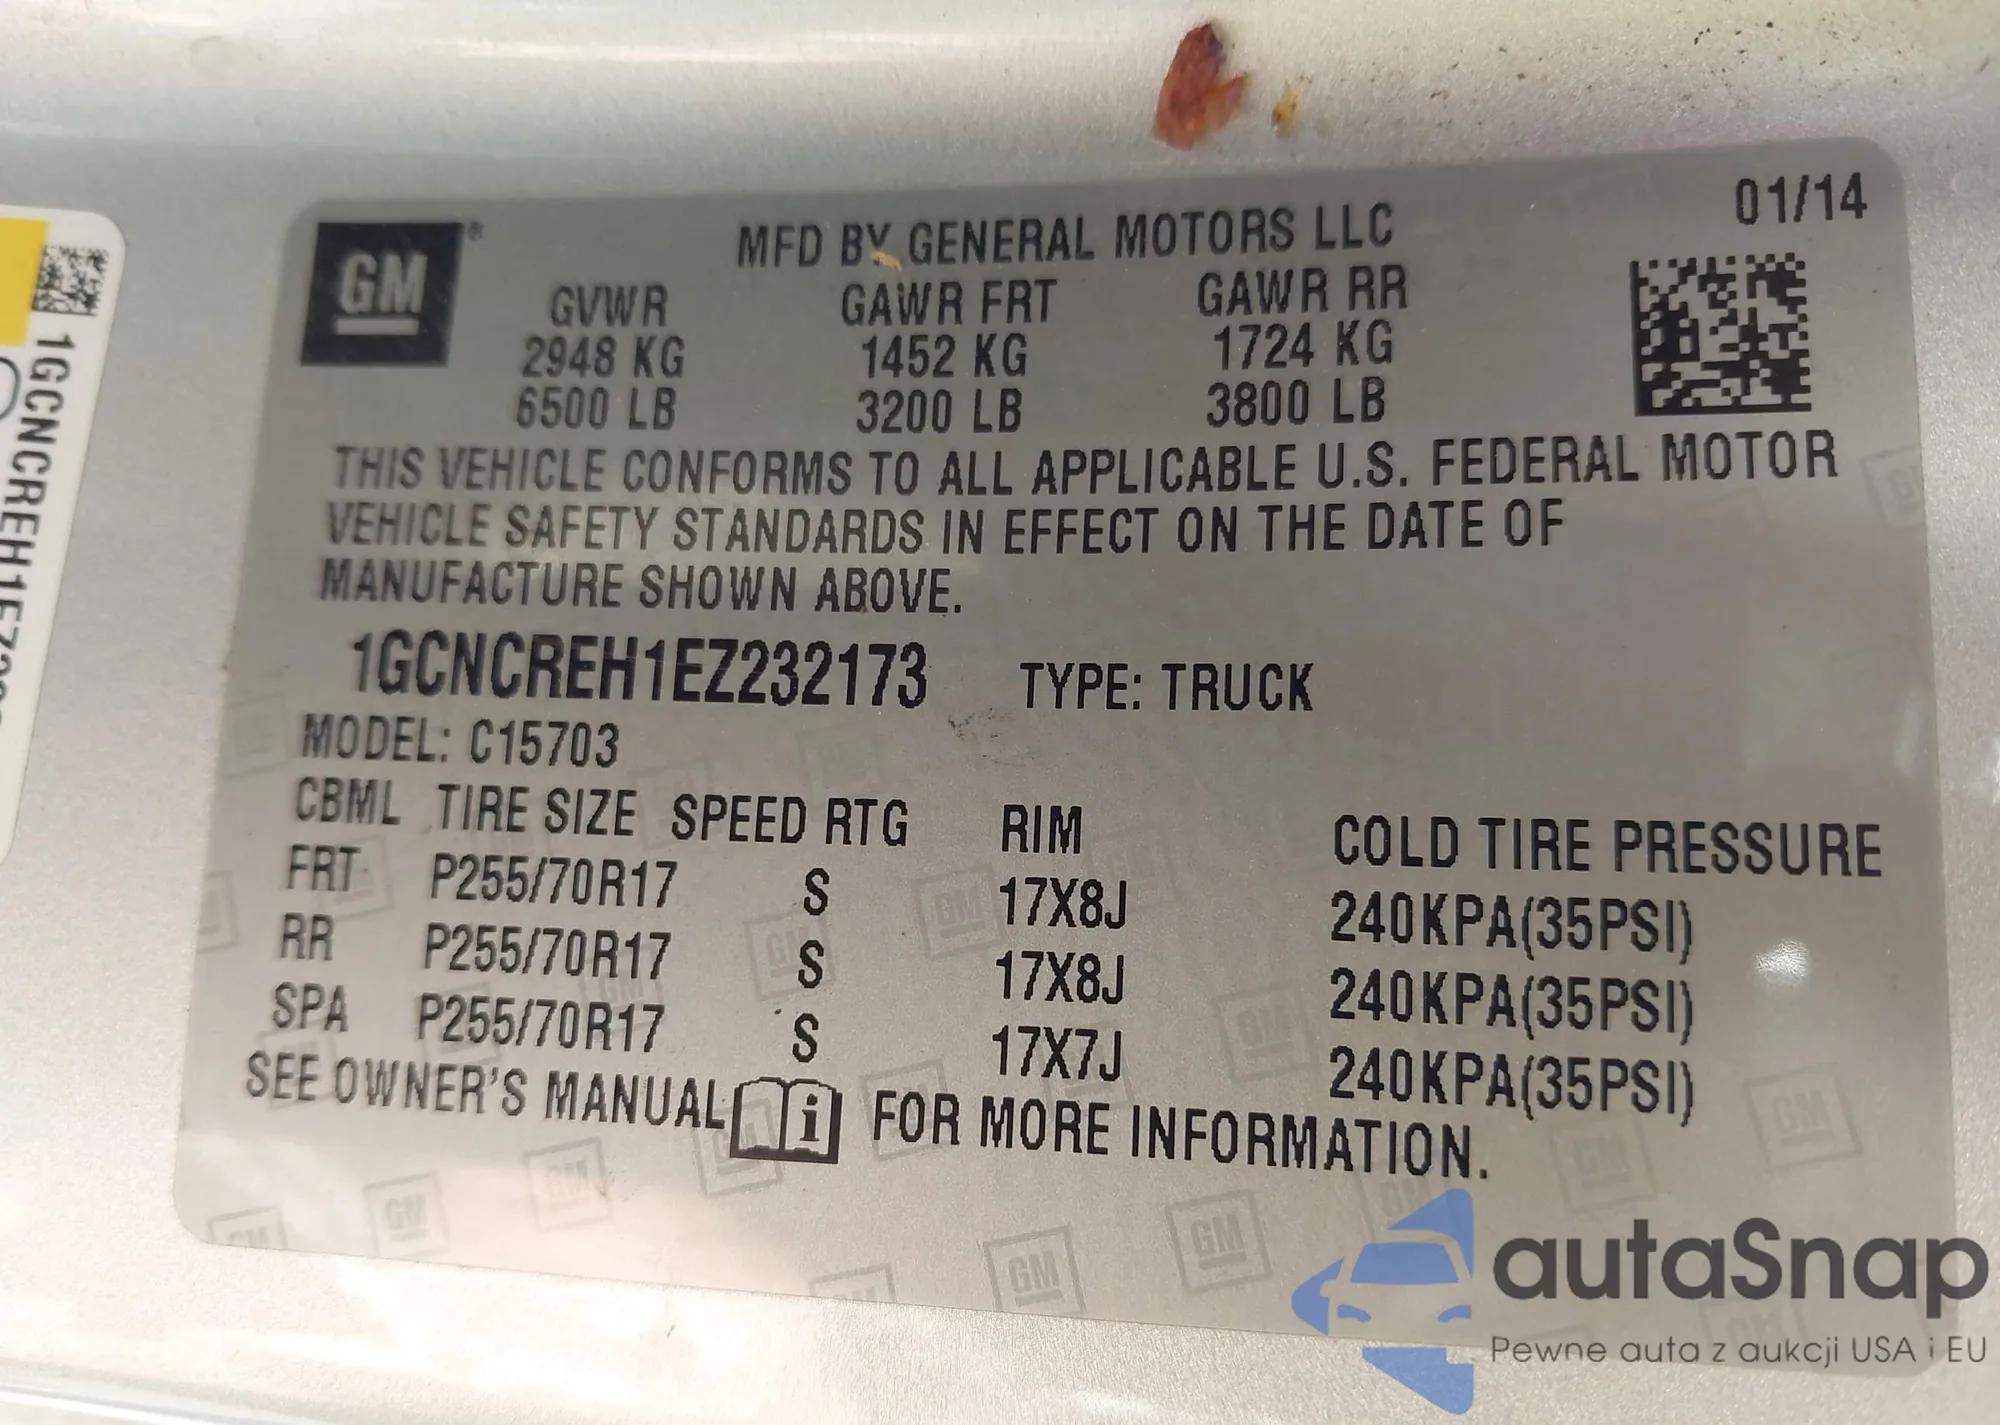 01/14
GM®
MFD BY GENERAL MOTORS LLC
GVWR GAWR FRT GAWR RR
2948 KG 1452 KG 1724 KG
6500 LB 3200 LB 3800 LB
THIS VEHICLE CONFORMS TO ALL APPLICABLE U.S. FEDERAL MOTOR
VEHICLE SAFETY STANDARDS IN EFFECT ON THE DATE OF
MANUFACTURE SHOWN ABOVE.
1GCNCREH1EZ232173 TYPE: TRUCK
MODEL: C15703
CBML TIRE SIZE SPEED RTG RIM COLD TIRE PRESSURE
FRT P255/70R17 S 17X8J 240KPA(35PSI)
RR P255/70R17 S 17X8J 240KPA(35PSI)
SPA P255/70R17 S 17X7J 240KPA(35PSI)
SEE OWNER'S MANUAL i FOR MORE INFORMATION.
autaSnap
Pewne auta z aukcji USA i EU